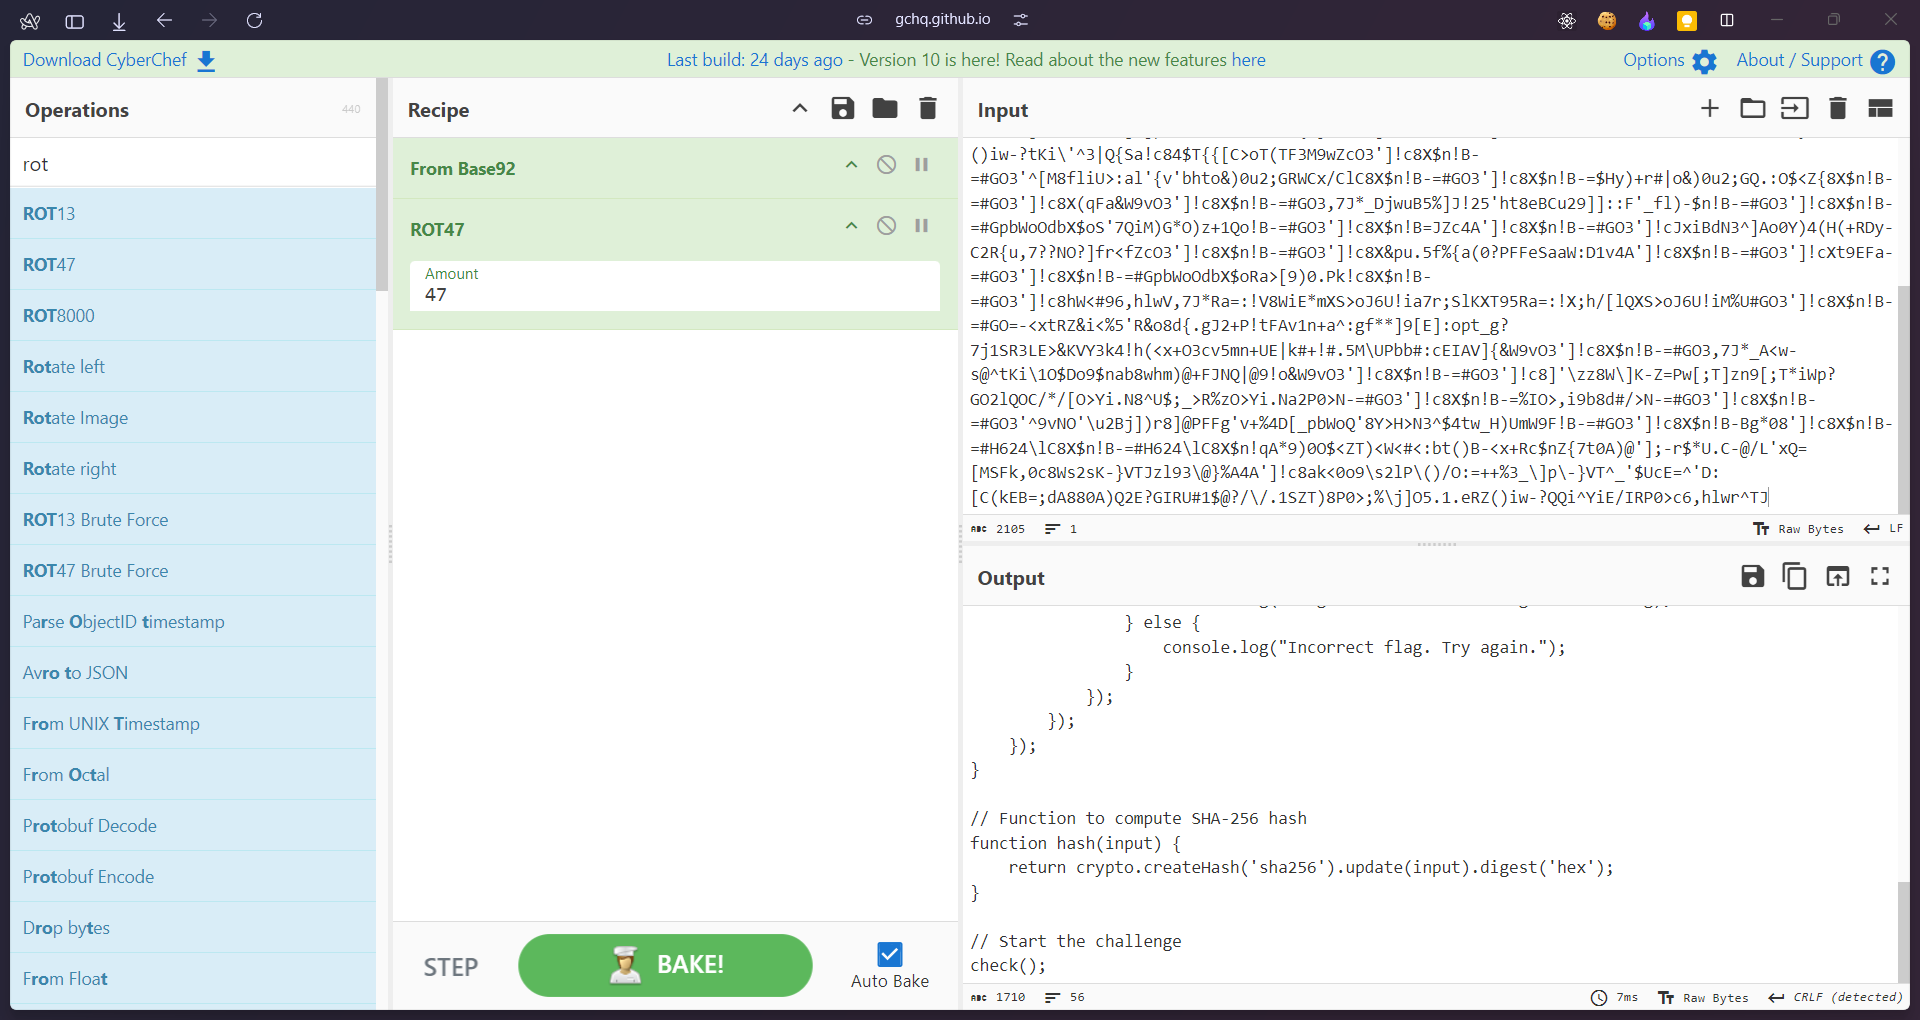 gchq.github.io
Download CyberChef
Last build: 24 days ago - Version 10 is here! Read about the new features here
Options
About / Support
Operations
440
rot
ROT13
ROT47
ROT8000
Rotate left
Rotate Image
Rotate right
ROT13 Brute Force
ROT47 Brute Force
Parse ObjectID timestamp
Avro to JSON
From UNIX Timestamp
From Octal
Protobuf Decode
Protobuf Encode
Drop bytes
From Float
Recipe
From Base92
ROT47
Amount
47
STEP
BAKE!
Auto Bake
Input
()iw-?tKi\'^3|Q{Sa!c84$T{{[C>oT(TF3M9wZcO3']!c8X$n!B-
=#GO3'^[M8fliU>:al'{v'bhto&)0u2;GRWCx/ClC8X$n!B-=#GO3']!c8X$n!B-=$Hy)+r#|o&)0u2;GQ.:O$<Z{8X$n!B-
=#GO3']!c8X(qFa&W9vO3']!c8X$n!B-=#GO3,7J*_DjwuB5%]J!25'ht8eBCu29]]::F'_fl)-$n!B-=#GO3']!c8X$n!B-
=#GpbWoOdbX$oS'7QiM)G*O)z+1Qo!B-=#GO3']!c8X$n!B=JZc4A']!c8X$n!B-=#GO3']!cJxiBdN3^]Ao0Y)4(H(+RDy-
C2R{u,7??NO?]fr<fZcO3']!c8X$n!B-=#GO3']!c8X&pu.5f%{a(0?PFFeSaaW:D1v4A']!c8X$n!B-=#GO3']!cXt9EFa-
=#GO3']!c8X$n!B-=#GpbWoOdbX$oRa>[9)0.Pk!c8X$n!B-
=#GO3']!c8hW<#96,hlwV,7J*Ra=:!V8WiE*mXS>oJ6U!ia7r;SlKXT95Ra=:!X;h/[lQXS>oJ6U!iM%U#GO3']!c8X$n!B-
=#GO=-<xtRZ&i<%5'R&o8d{.gJ2+P!tFAv1n+a^:gf**]9[E]:opt_g?
7j1SR3LE>&KVY3k4!h(<x+O3cv5mn+UE|k#+!#.5M\UPbb#:cEIAV]{&W9vO3']!c8X$n!B-=#GO3,7J*_A<w-
s@^tKi\1O$Do9$nab8whm)@+FJNQ|@9!o&W9vO3']!c8X$n!B-=#GO3']!c8]'\zz8W\]K-Z=Pw[;T]zn9[;T*iWp?
GO2lQOC/*/[O>Yi.N8^U$;_>R%zO>Yi.Na2P0>N-=#GO3']!c8X$n!B-=%IO>,i9b8d#/>N-=#GO3']!c8X$n!B-
=#GO3'^9vNO'\u2Bj])r8]@PFFg'v+%4D[_pbWoQ'8Y>H>N3^$4tw_H)UmW9F!B-=#GO3']!c8X$n!B-Bg*08']!c8X$n!B-
=#H624\lC8X$n!B-=#H624\lC8X$n!qA*9)0O$<ZT)<W<#<:bt()B-<x+Rc$nZ{7t0A)@'];-r$*U.C-@/L'xQ=
[MSFk,0c8Ws2sK-}VTJzl93\@}%A4A']!c8ak<0o9\s2lP\()/O:=++%3_\]p\-}VT^_'$UcE=^'D:
[C(kEB=;dA880A)Q2E?GIRU#1$@?/\/.1SZT)8P0>;%\j]O5.1.eRZ()iw-?QQi^YiE/IRP0>c6,hlwr^TJ
ABC 2105 1
Raw Bytes LF
Output
} else {
console.log("Incorrect flag. Try again.");
}
});
});
});
}
// Function to compute SHA-256 hash
function hash(input) {
return crypto.createHash('sha256').update(input).digest('hex');
}
// Start the challenge
check();
ABC 1710 56
7ms Raw Bytes CRLF (detected)